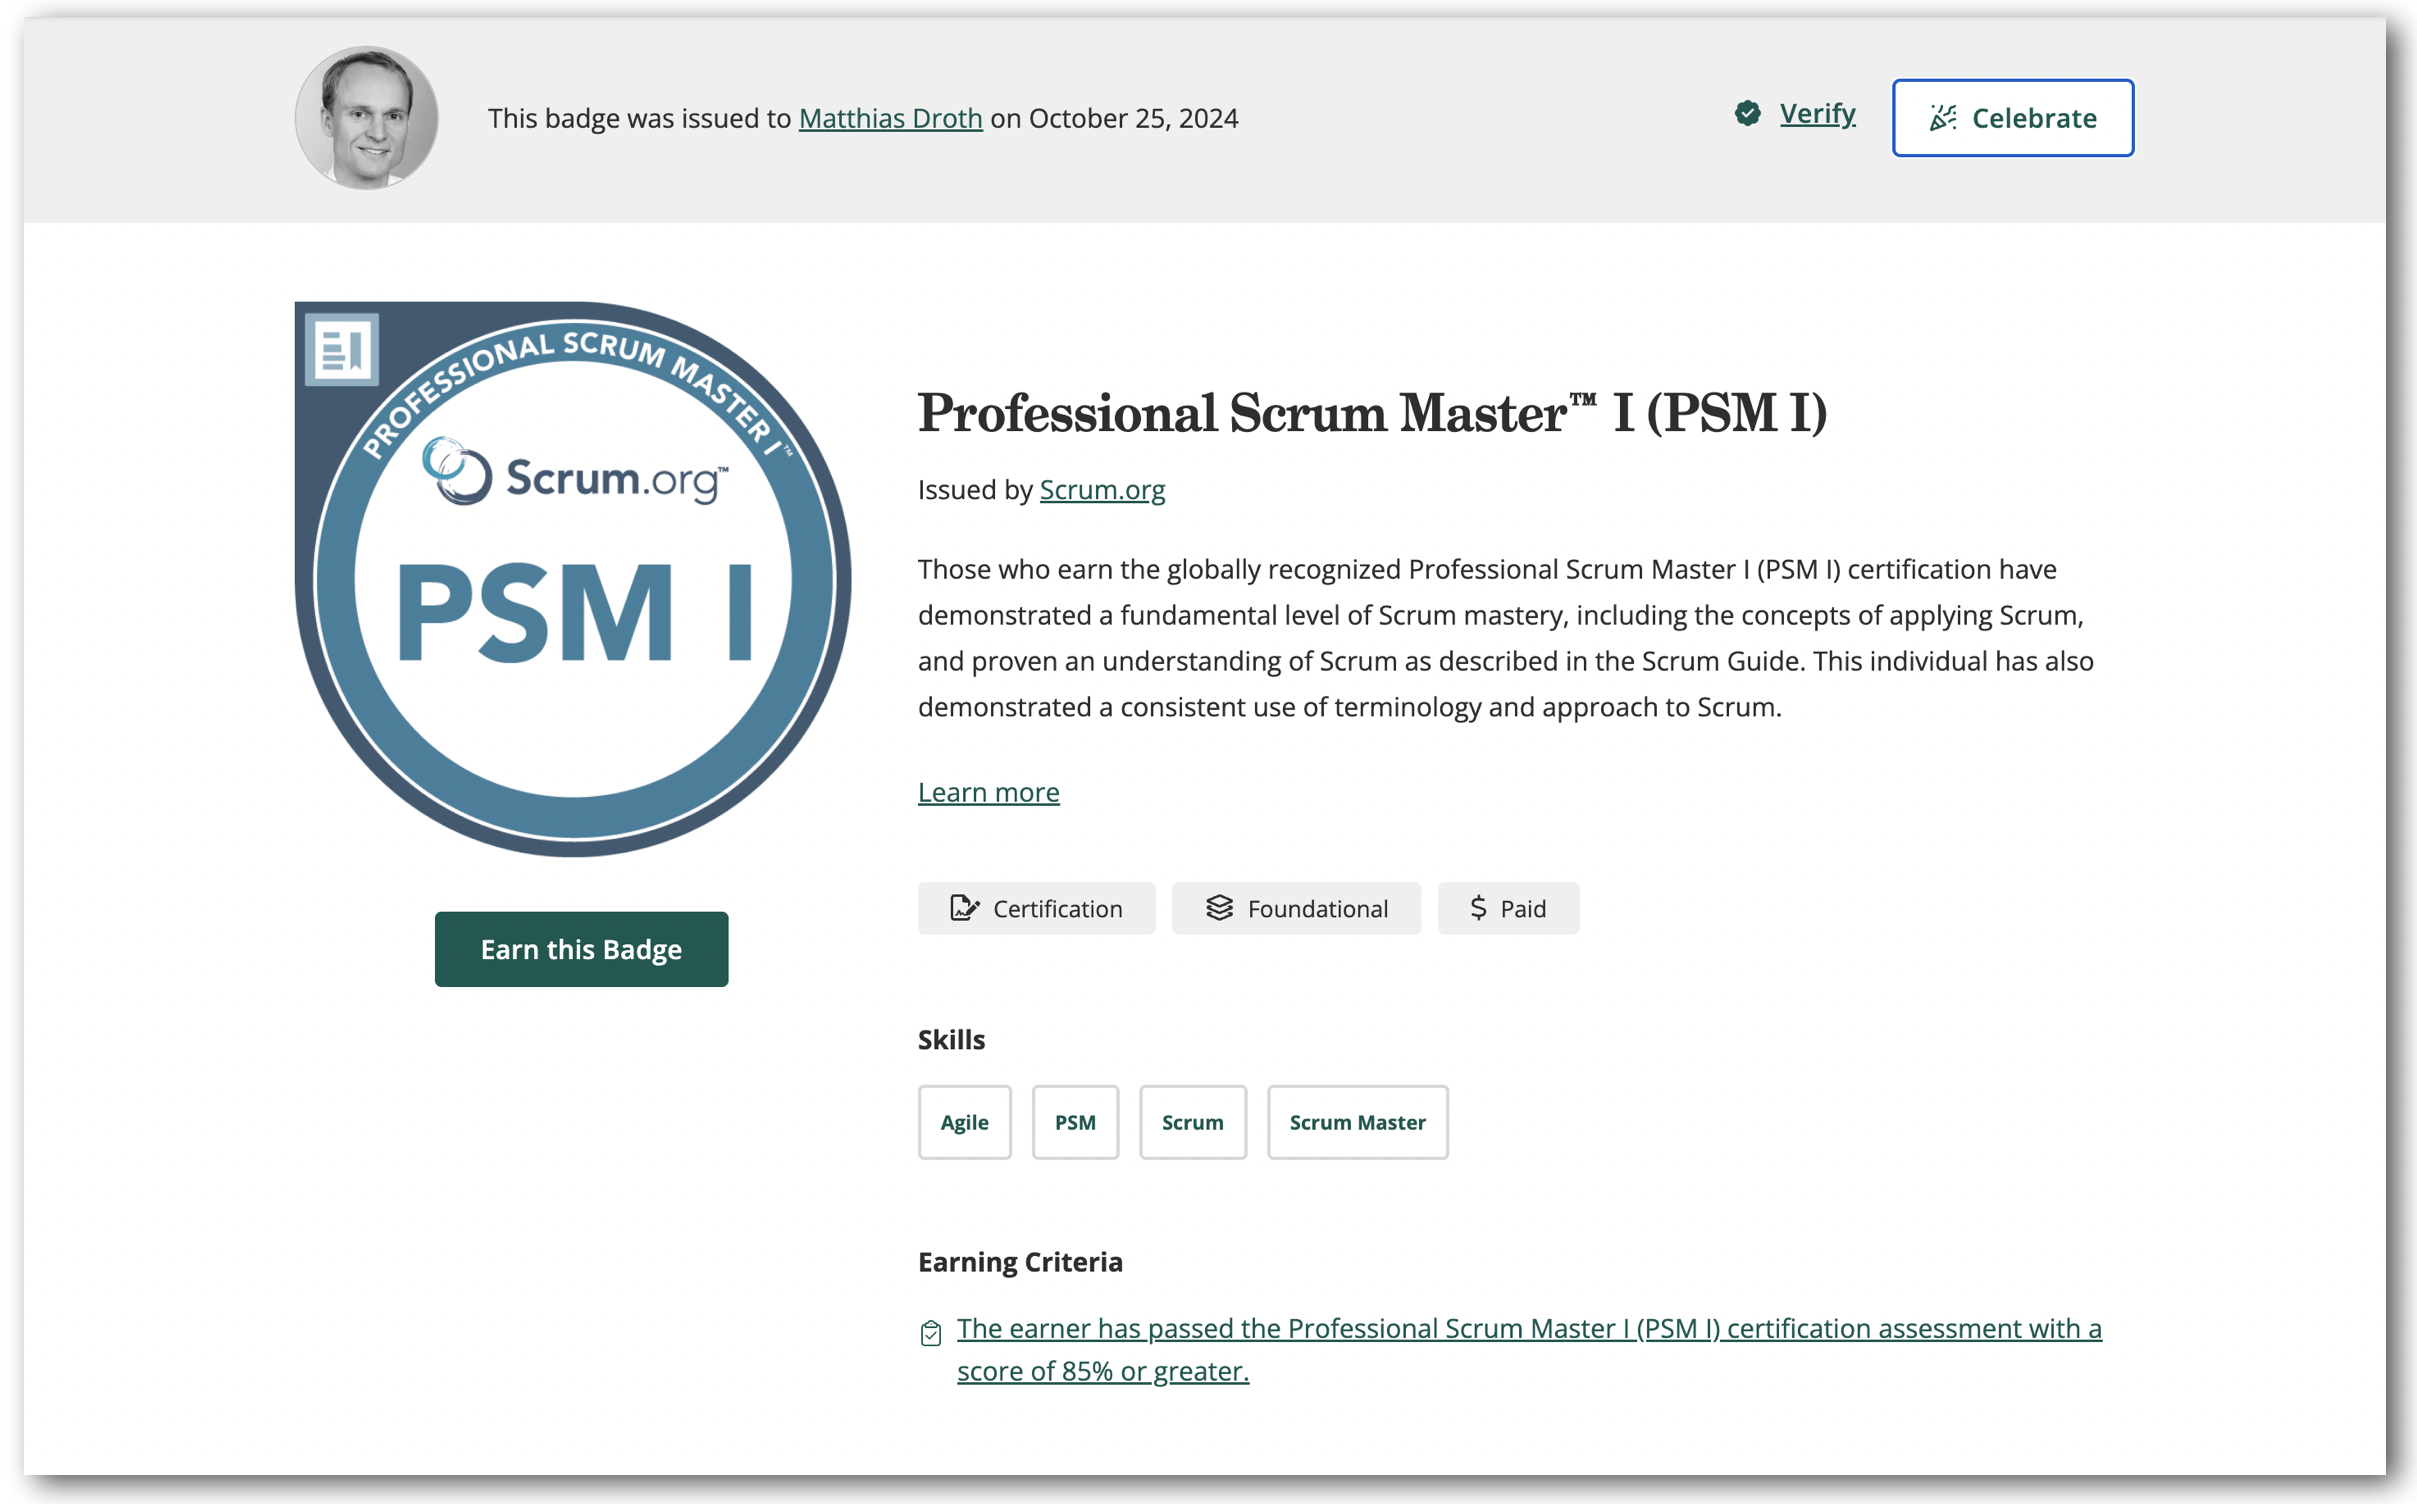 This badge was issued to Matthias Droth on October 25, 2024
Verify
Celebrate
PROFESSIONAL SCRUM MASTER I™
Scrum.org™
PSM I
Earn this Badge
Professional Scrum Master™ I (PSM I)
Issued by Scrum.org
Those who earn the globally recognized Professional Scrum Master I (PSM I) certification have
demonstrated a fundamental level of Scrum mastery, including the concepts of applying Scrum,
and proven an understanding of Scrum as described in the Scrum Guide. This individual has also
demonstrated a consistent use of terminology and approach to Scrum.
Learn more
Certification
Foundational
$ Paid
Skills
Agile
PSM
Scrum
Scrum Master
Earning Criteria
The earner has passed the Professional Scrum Master I (PSM I) certification assessment with a
score of 85% or greater.